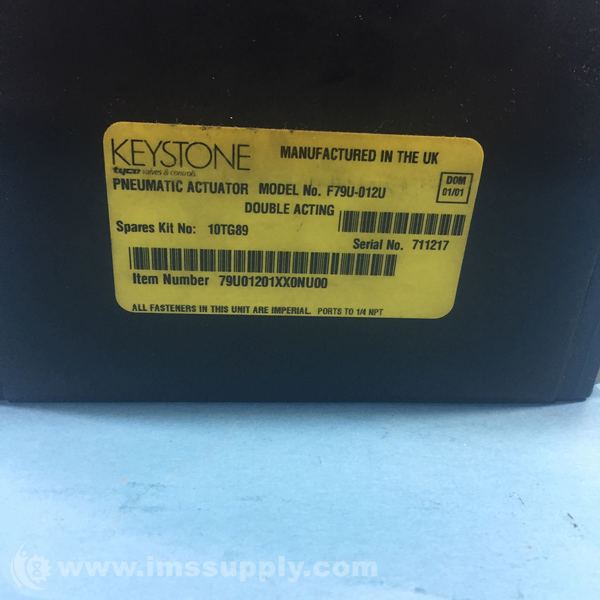 KEYSTONE
tyco valves & controls
MANUFACTURED IN THE UK
PNEUMATIC ACTUATOR MODEL No. F79U-012U
DOM
01/01
DOUBLE ACTING
Spares Kit No: 10TG89
Serial No. 711217
Item Number 79U01201XX0NU00
ALL FASTENERS IN THIS UNIT ARE IMPERIAL. PORTS TO 1/4 NPT
www.imssupply.com